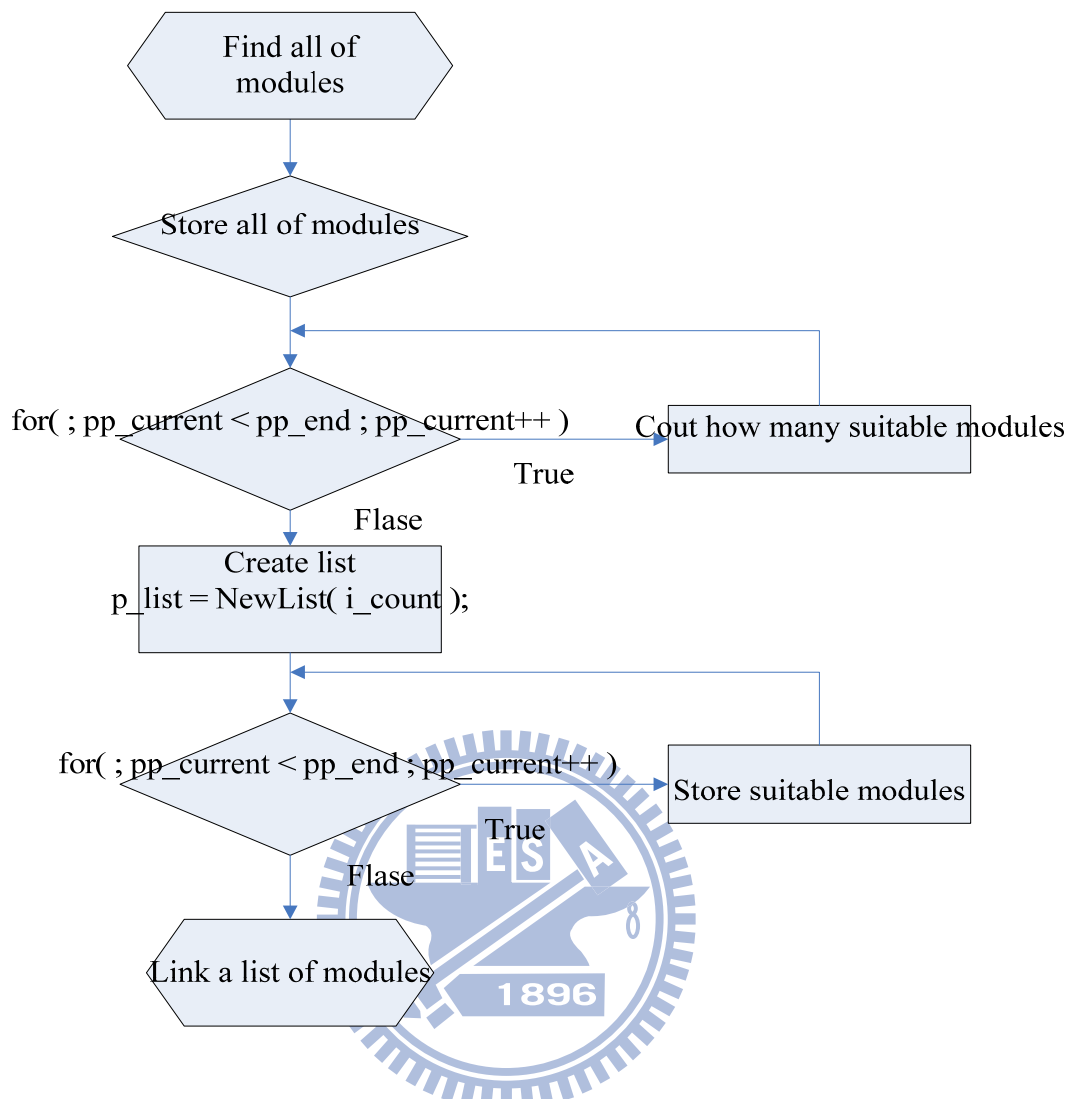 Find all of
modules
Store all of modules
for( ; pp_current < pp_end ; pp_current++ )
Cout how many suitable modules
True
Flase
Create list
p_list = NewList( i_count );
for( ; pp_current < pp_end ; pp_current++ )
Store suitable modules
True
Flase
Link a list of modules
E S A
1896